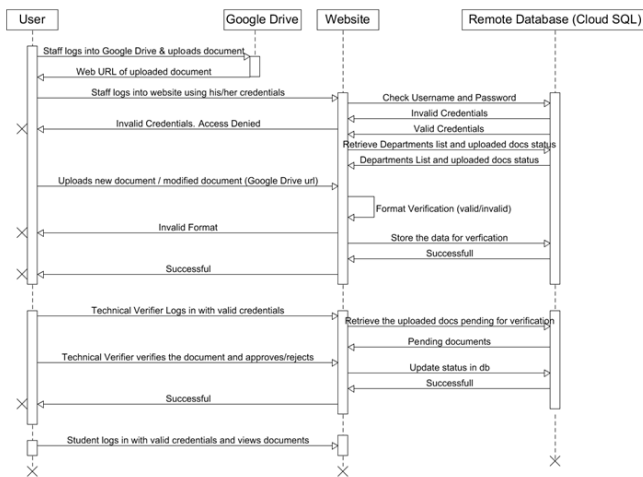 User
Google Drive
Website
Remote Database (Cloud SQL)
Staff logs into Google Drive & uploads document
Web URL of uploaded document
Staff logs into website using his/her credentials
Check Username and Password
Invalid Credentials
Invalid Credentials. Access Denied
Valid Credentials
Retrieve Departments list and uploaded docs status
Departments List and uploaded docs status
Uploads new document / modified document (Google Drive url)
Format Verification (valid/invalid)
Invalid Format
Store the data for verfication
Successfull
Successful
Technical Verifier Logs in with valid credentials
Retrieve the uploaded docs pending for verification
Pending documents
Technical Verifier verifies the document and approves/rejects
Update status in db
Successfull
Successful
Student logs in with valid credentials and views documents